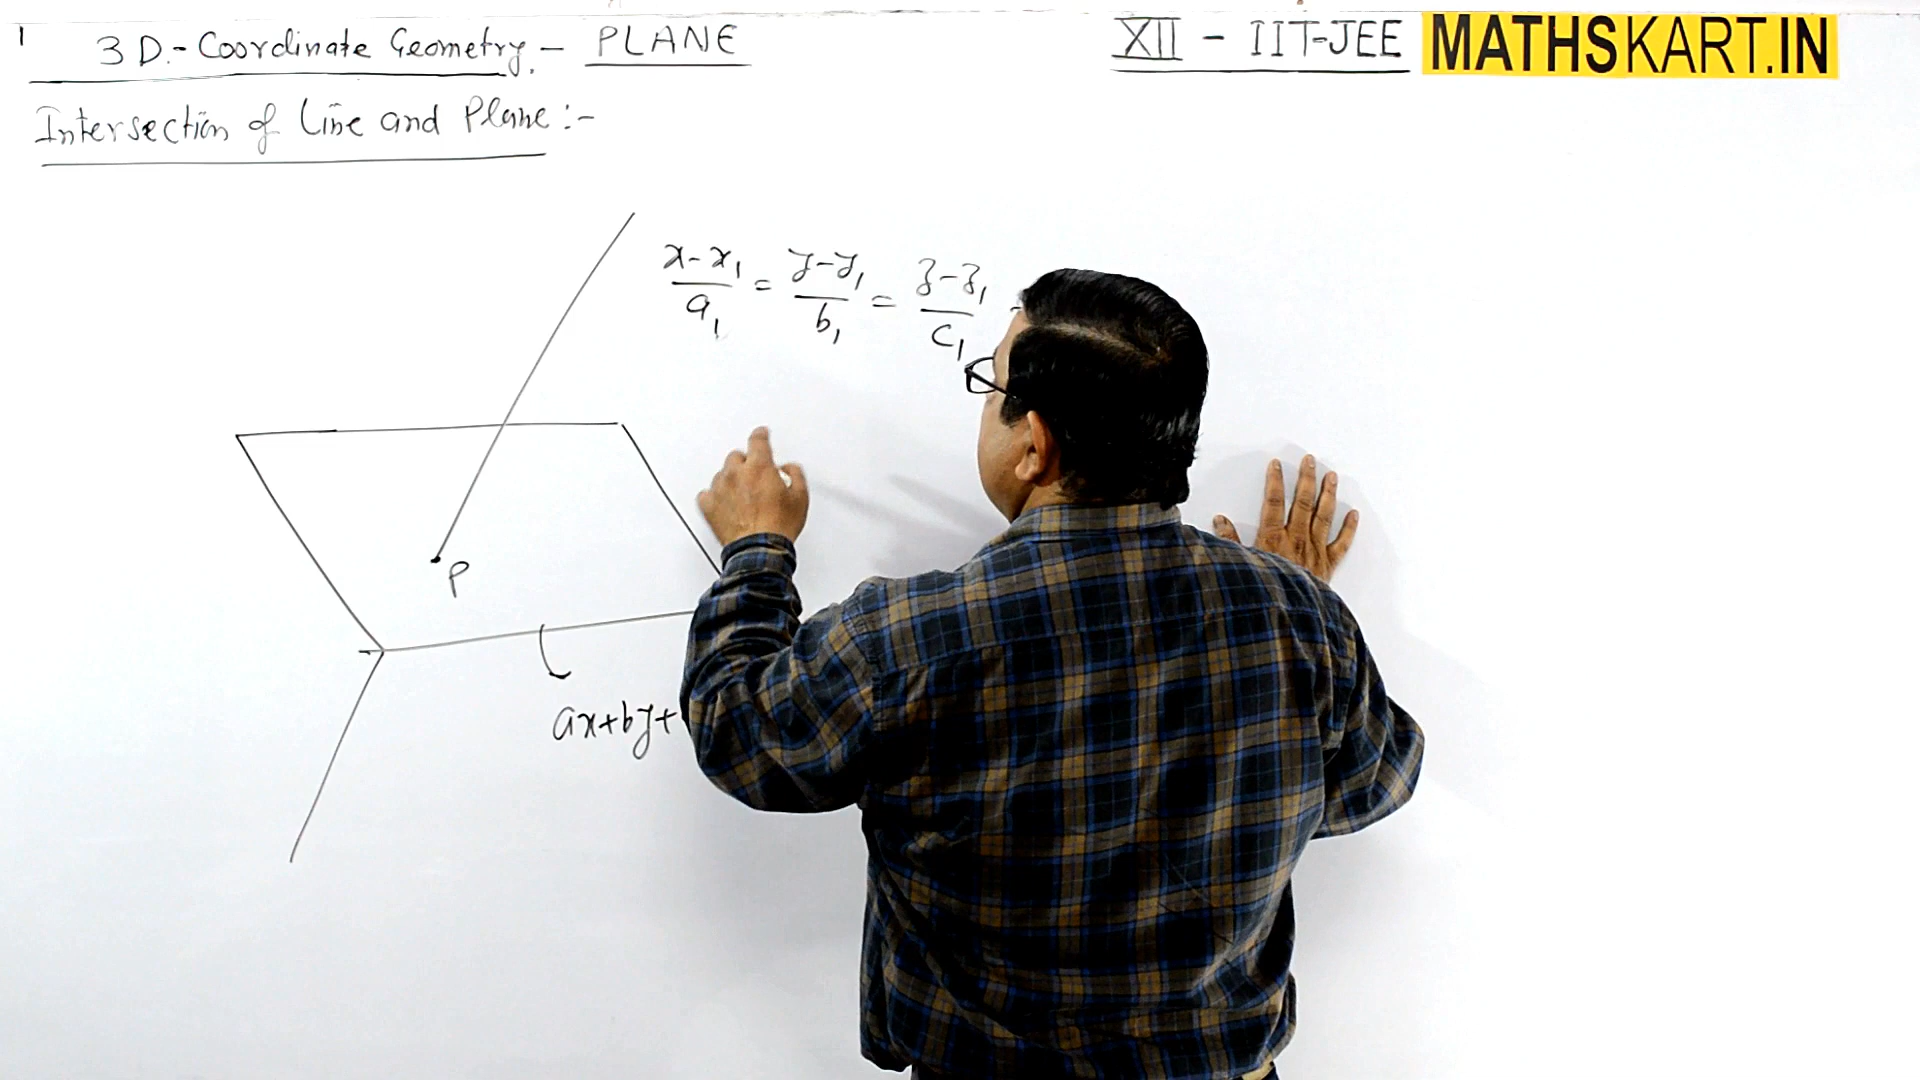 1 3D.- Coordinate Geometry.- PLANE XII - IIT-JEE MATHSKART.IN
Intersection of Line and Plane :-
x-x₁/a₁ = y-y₁/b₁ = z-z₁/c₁
P
ax+by+